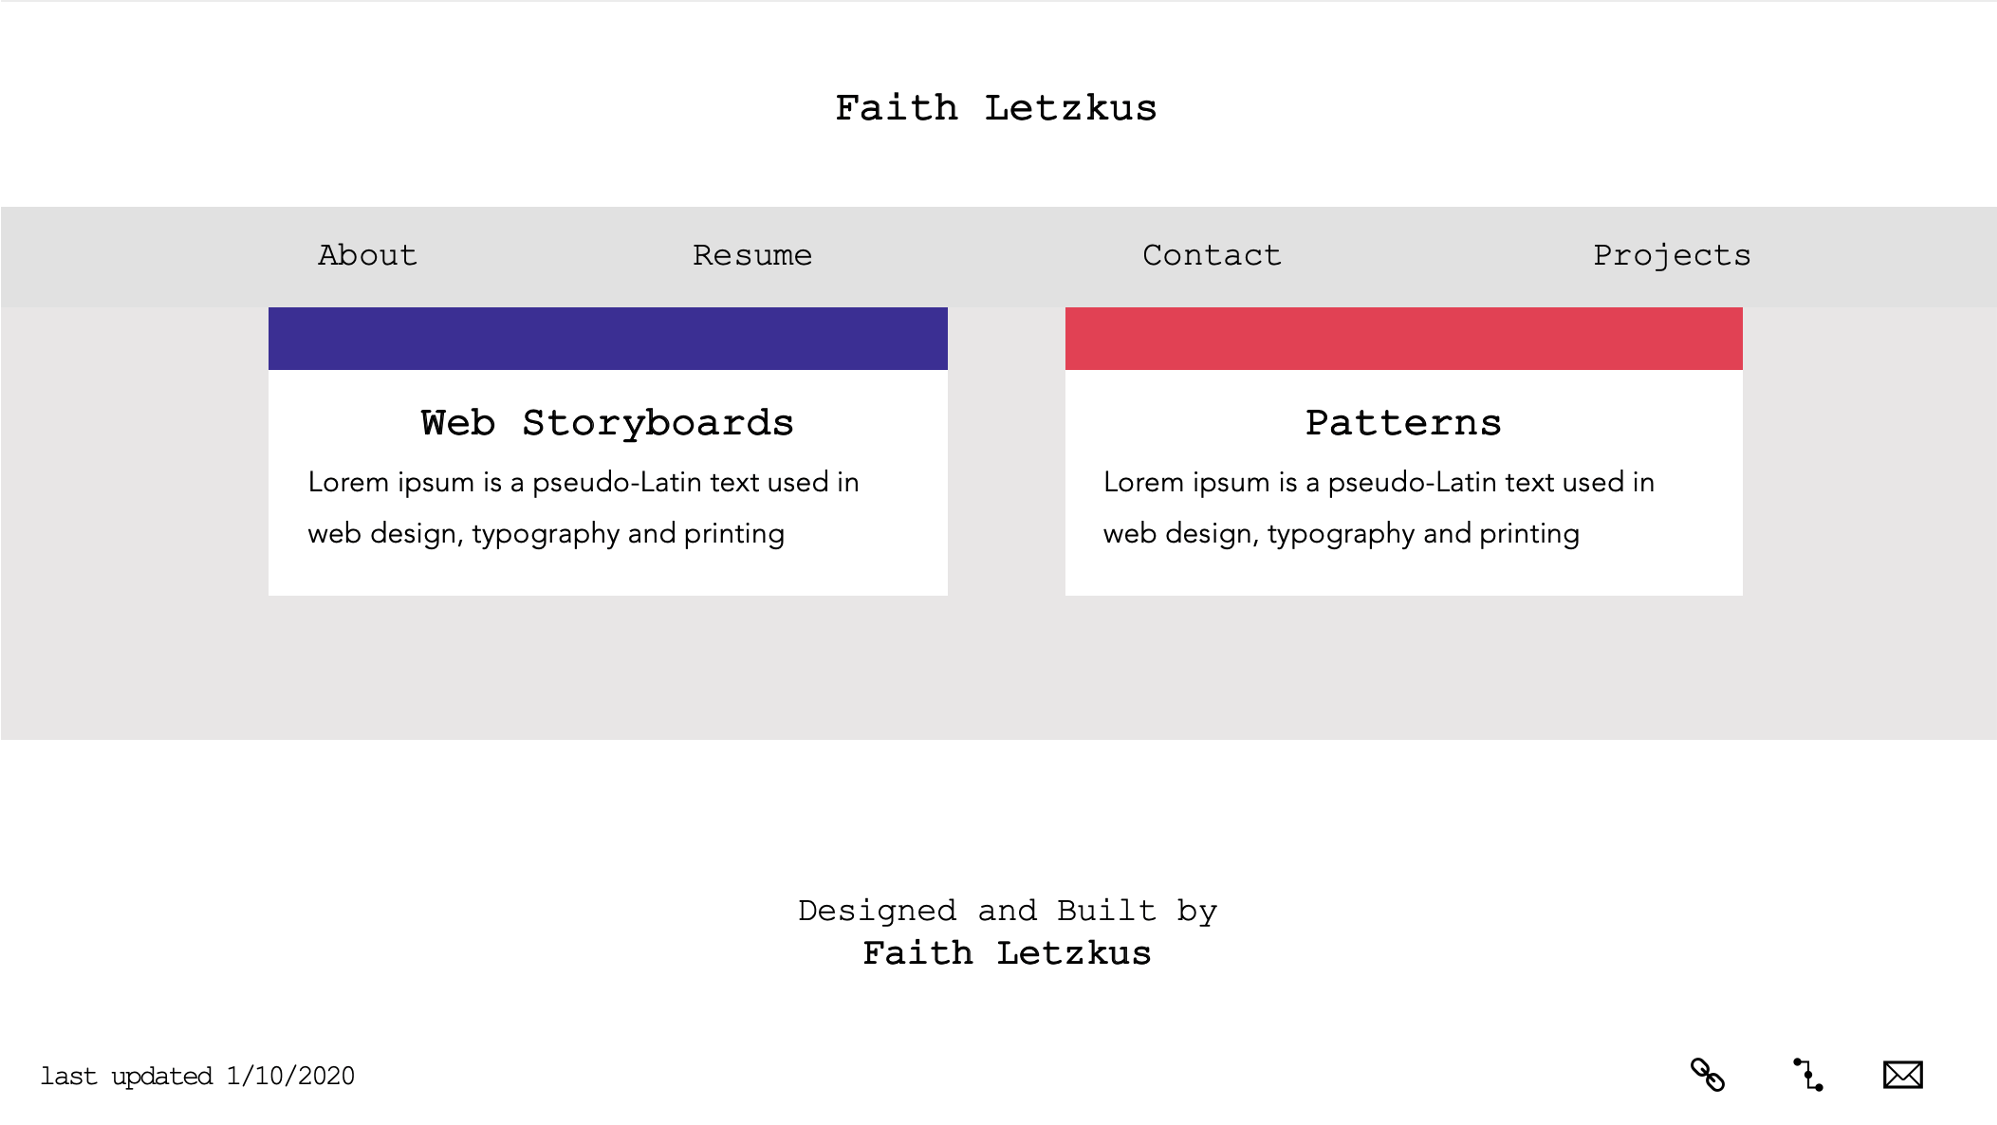 Faith Letzkus
About Resume Contact Projects
Web Storyboards
Lorem ipsum is a pseudo-Latin text used in
web design, typography and printing
Patterns
Lorem ipsum is a pseudo-Latin text used in
web design, typography and printing
Designed and Built by
Faith Letzkus
last updated 1/10/2020